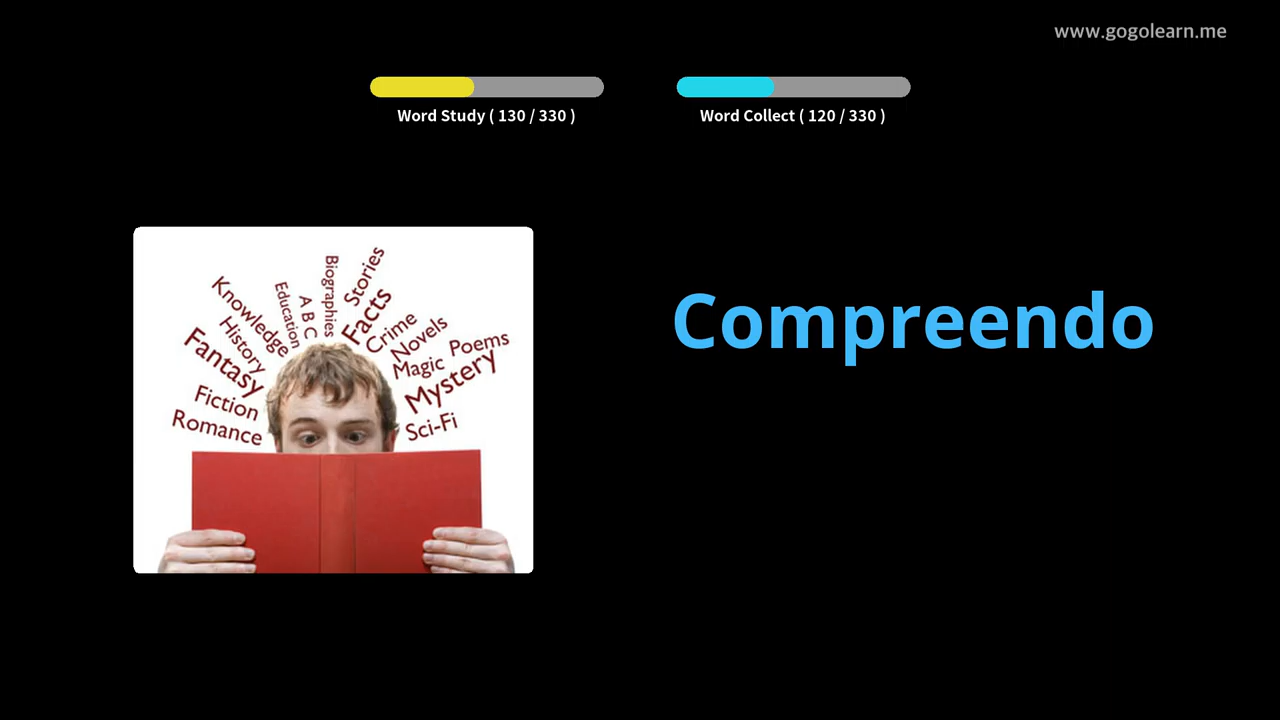 www.gogolearn.me
Word Study ( 130 / 330 )
Word Collect ( 120 / 330 )
Compreendo
Biographies
Stories
Education
A B C
Facts
Knowledge
History
Crime
Novels
Fantasy
Magic
Poems
Mystery
Fiction
Romance
Sci-Fi